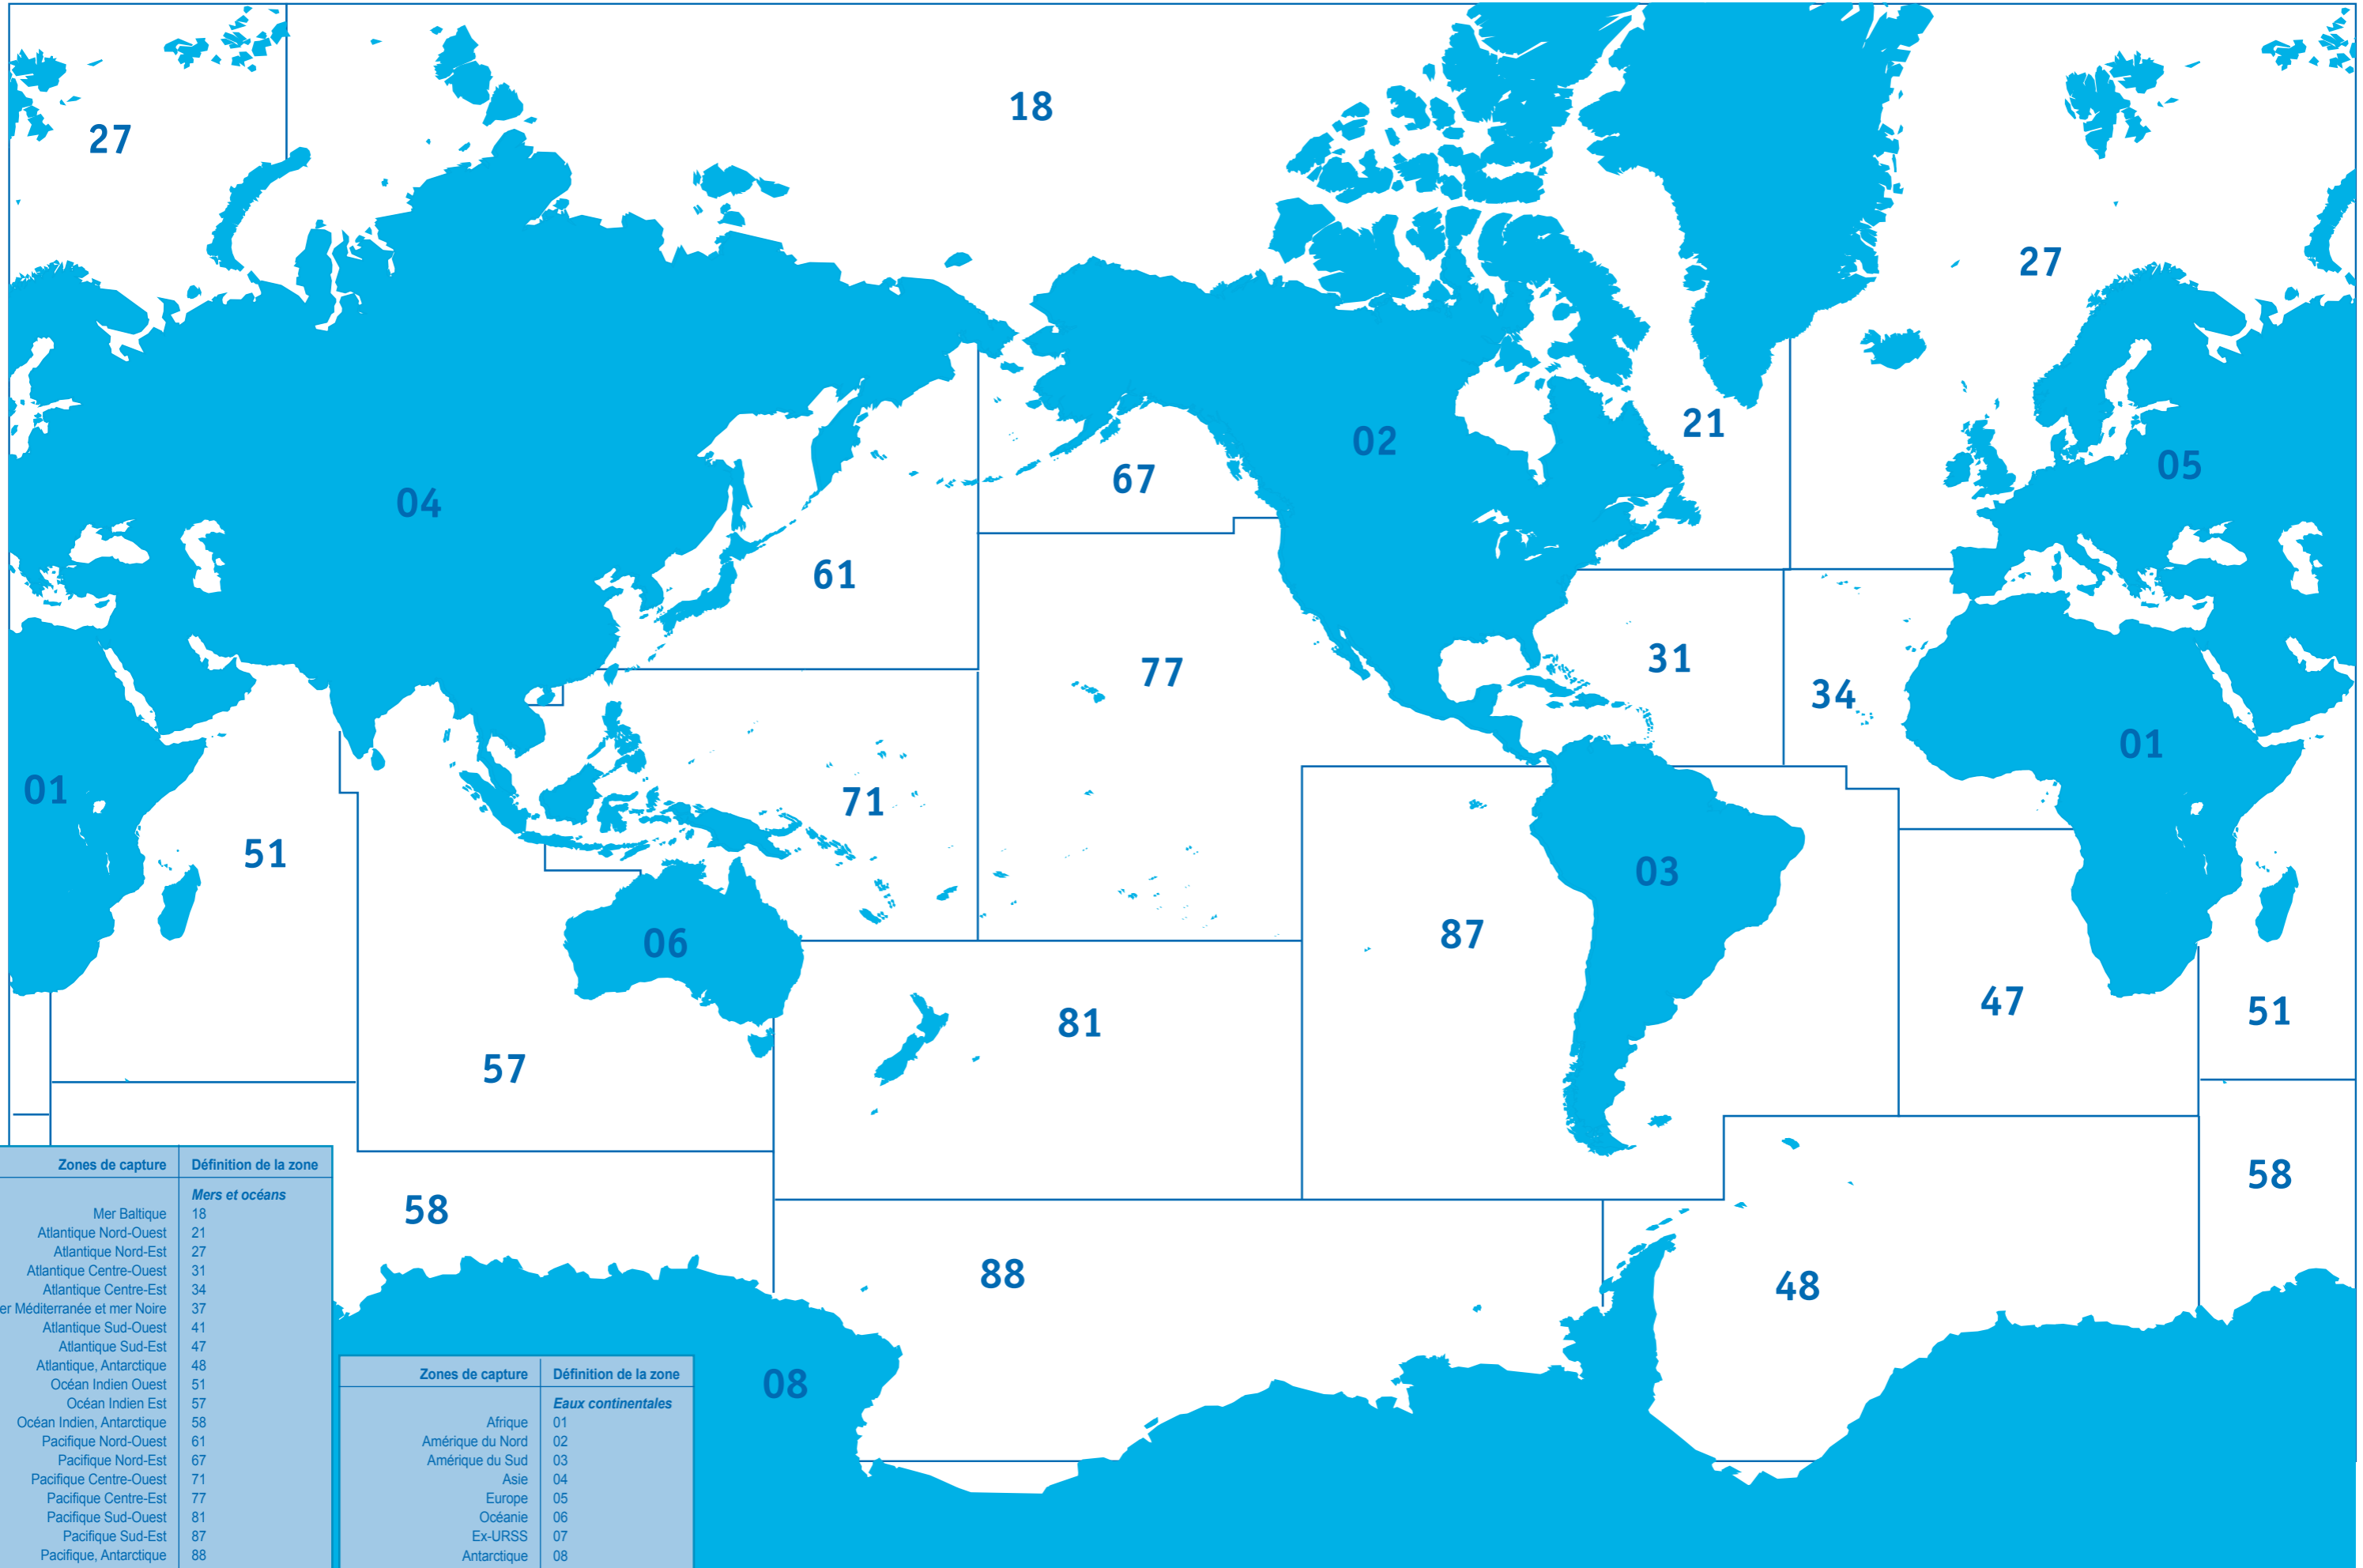 18
27
27
21
02
05
67
04
61
31
77
34
01
01
71
51
03
87
06
47
51
81
57
58
58
88
48
08
Zones de capture Définition de la zone
Mers et océans
Mer Baltique 18
Atlantique Nord-Ouest 21
Atlantique Nord-Est 27
Atlantique Centre-Ouest 31
Atlantique Centre-Est 34
er Méditerranée et mer Noire 37
Atlantique Sud-Ouest 41
Atlantique Sud-Est 47
Atlantique, Antarctique 48
Océan Indien Ouest 51
Océan Indien Est 57
Océan Indien, Antarctique 58
Pacifique Nord-Ouest 61
Pacifique Nord-Est 67
Pacifique Centre-Ouest 71
Pacifique Centre-Est 77
Pacifique Sud-Ouest 81
Pacifique Sud-Est 87
Pacifique, Antarctique 88
Zones de capture Définition de la zone
Eaux continentales
Afrique 01
Amérique du Nord 02
Amérique du Sud 03
Asie 04
Europe 05
Océanie 06
Ex-URSS 07
Antarctique 08